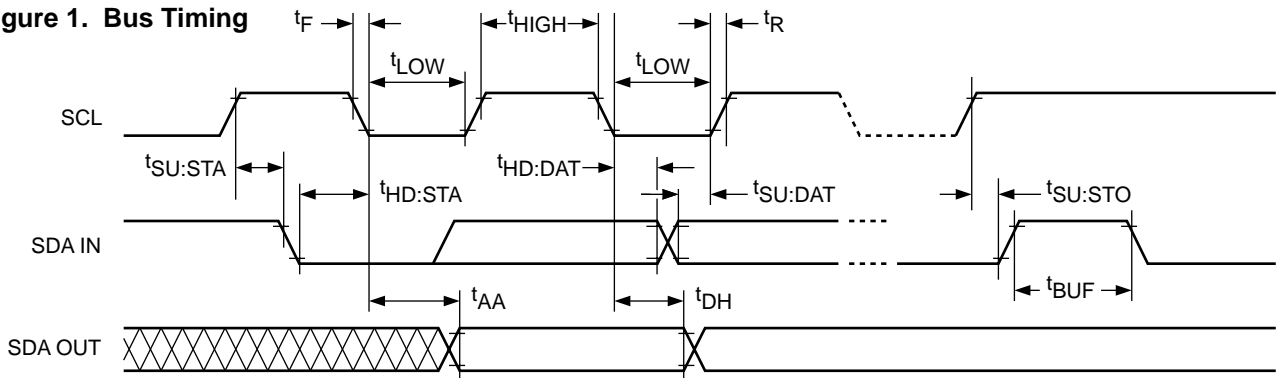 gure 1. Bus Timing
tF
tHIGH
tR
tLOW
tLOW
SCL
tSU:STA
tHD:STA
tHD:DAT
tSU:DAT
tSU:STO
SDA IN
tBUF
tAA
tDH
SDA OUT